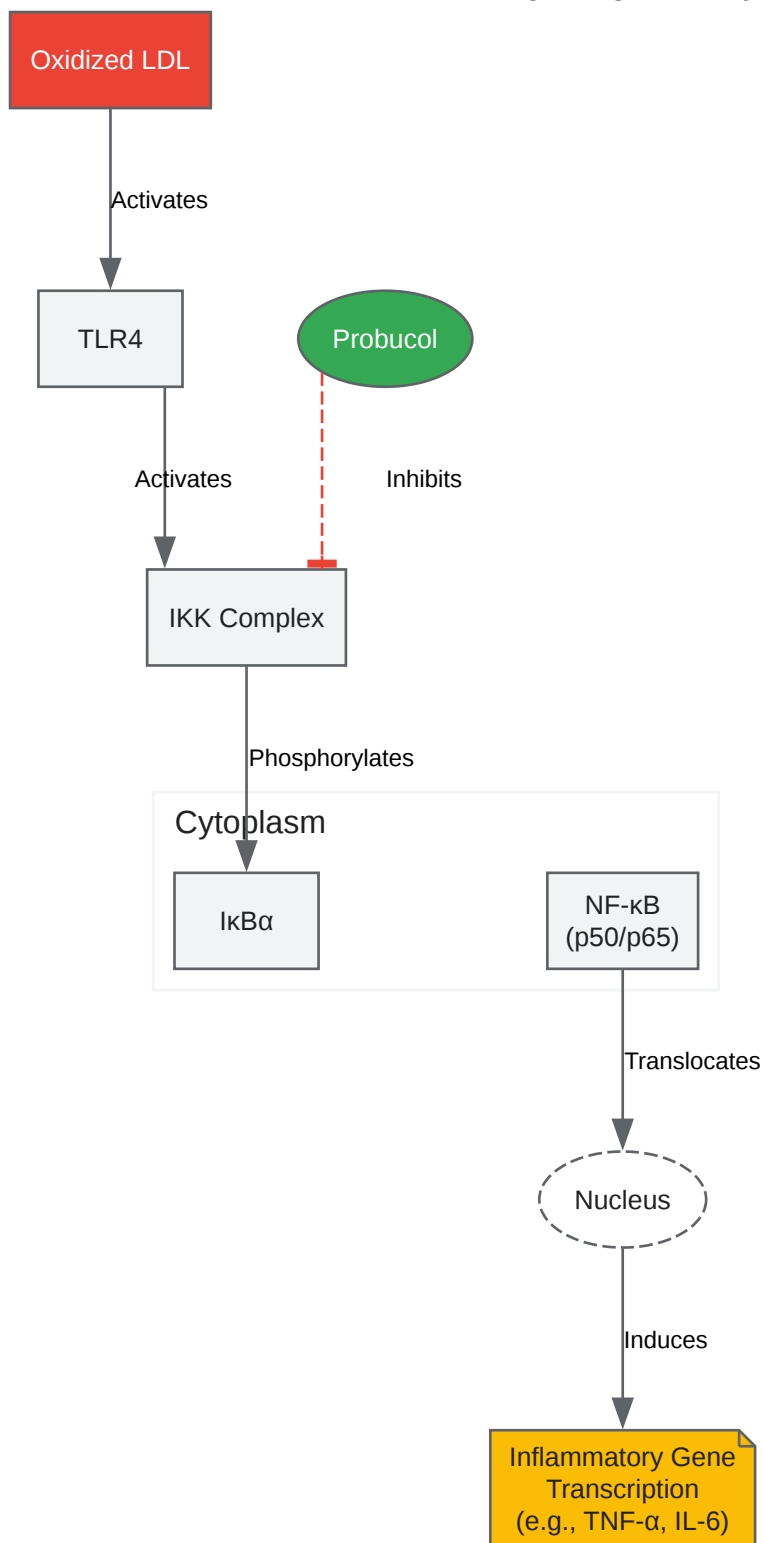 Oxidized LDL
Activates
TLR4
Probucol
Activates
Inhibits
IKK Complex
Phosphorylates
Cytoplasm
IκBα
NF-κB
(p50/p65)
Translocates
Nucleus
Induces
Inflammatory Gene
Transcription
(e.g., TNF-α, IL-6)